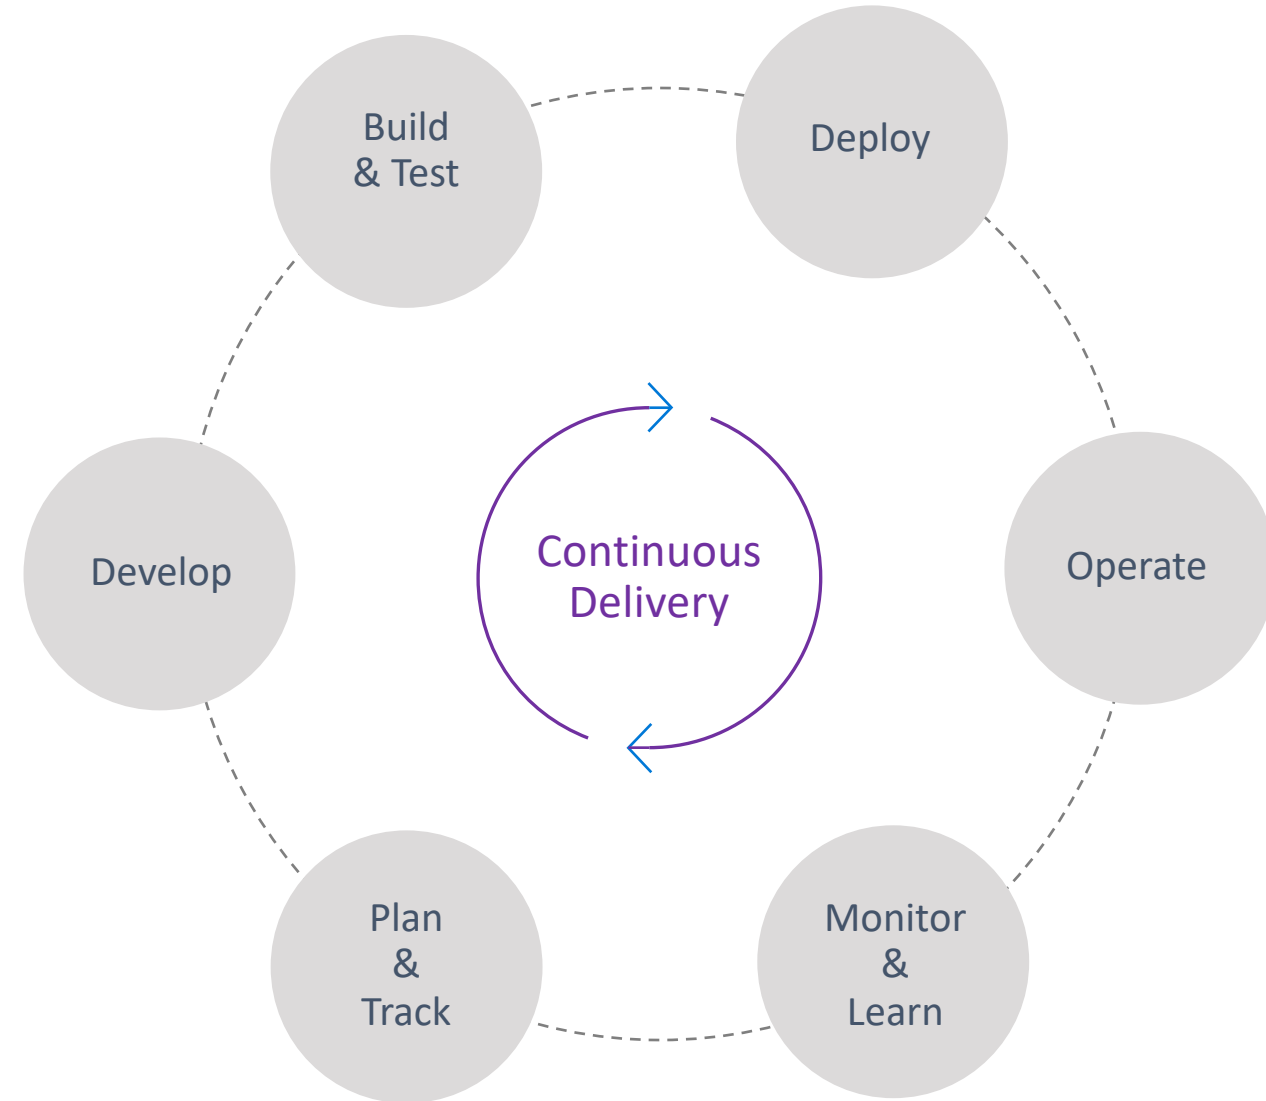 Build
& Test
Deploy
Develop
Continuous
Delivery
Operate
Plan
&
Track
Monitor
&
Learn